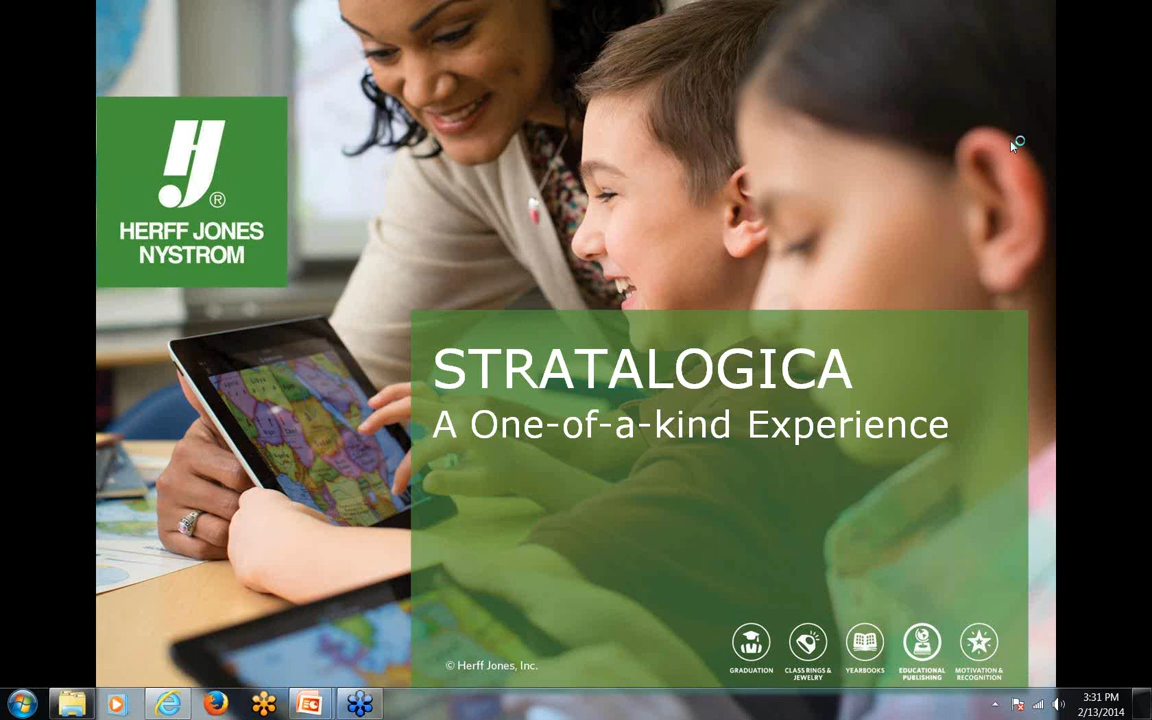 HJ®
HERFF JONES
NYSTROM
STRATALOGICA
A One-of-a-kind Experience
© Herff Jones, Inc.
GRADUATION
CLASS RINGS &
JEWELRY
YEARBOOKS
EDUCATIONAL
PUBLISHING
MOTIVATION &
RECOGNITION
3:31 PM
2/13/2014